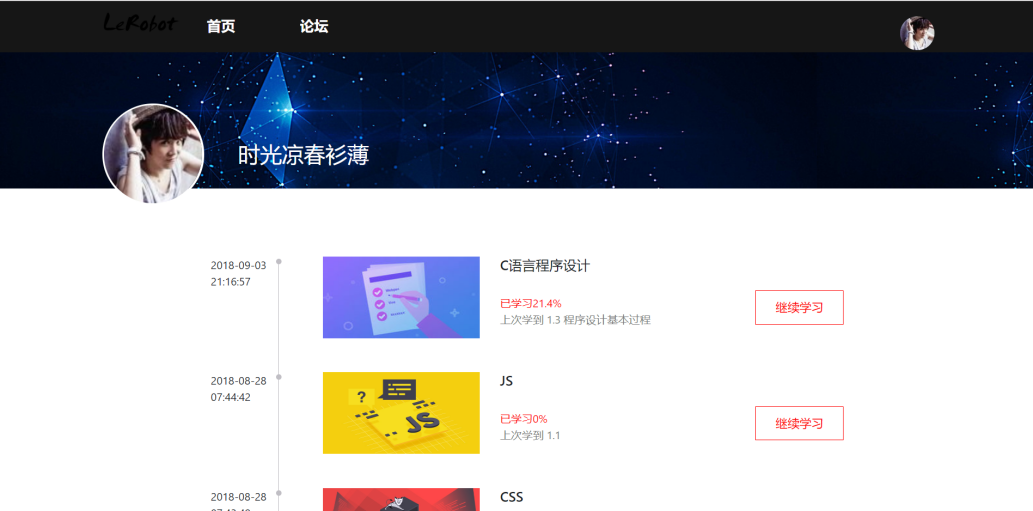 LeRobot 首页 论坛
时光凉春衫薄
2018-09-03
21:16:57
C语言程序设计
已学习21.4%
上次学到 1.3 程序设计基本过程
继续学习
2018-08-28
07:44:42
?
JS
JS
已学习0%
上次学到 1.1
继续学习
2018-08-28
CSS